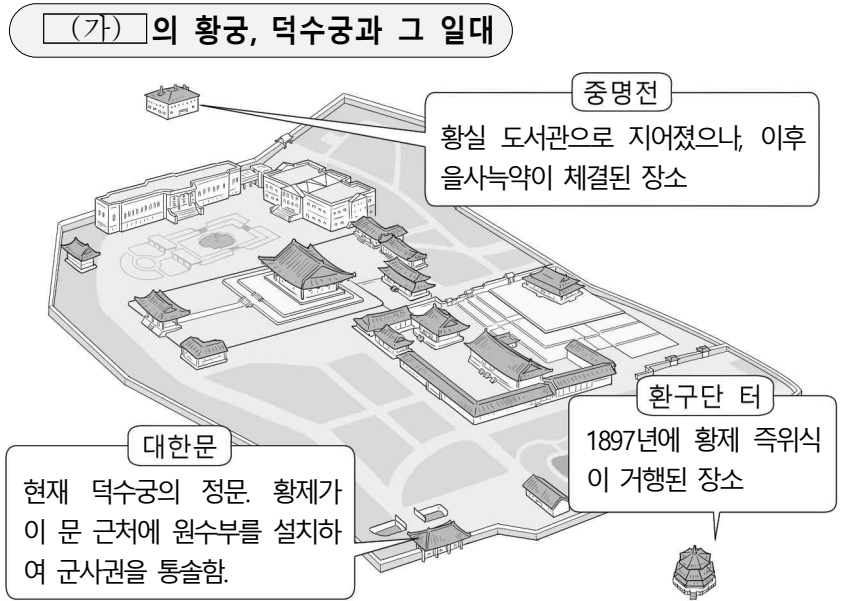 (가) 의 황궁, 덕수궁과 그 일대
중명전
황실 도서관으로 지어졌으나, 이후
을사늑약이 체결된 장소
환구단 터
1897년에 황제 즉위식
이 거행된 장소
대한문
현재 덕수궁의 정문. 황제가
이 문 근처에 원수부를 설치하
여 군사권을 통솔함.